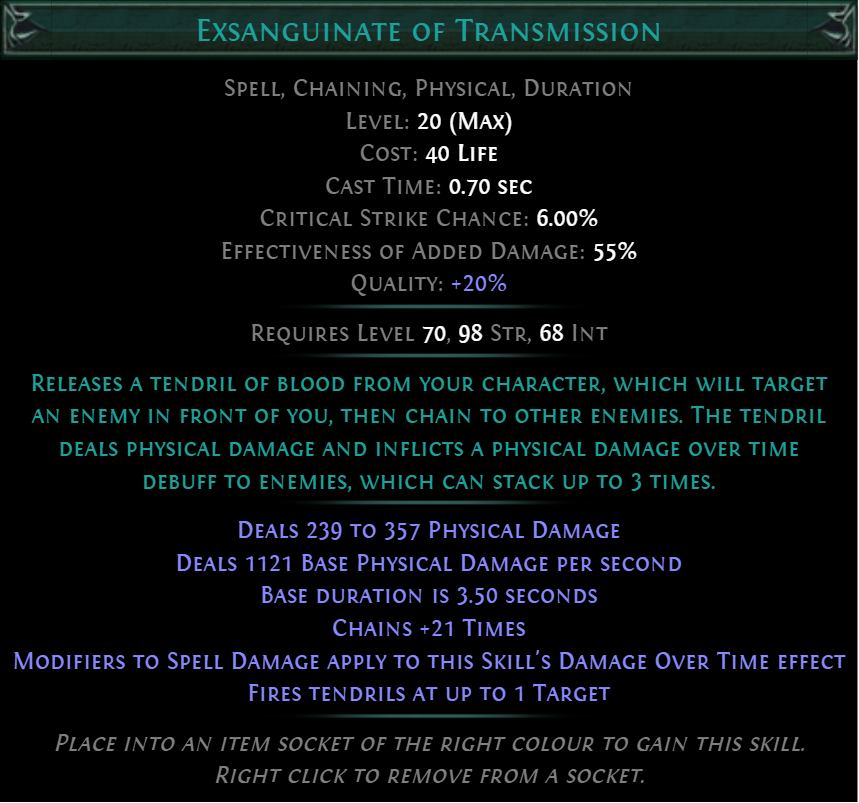 Exsanguinate of Transmission
Spell, Chaining, Physical, Duration
Level: 20 (Max)
Cost: 40 Life
Cast Time: 0.70 sec
Critical Strike Chance: 6.00%
Effectiveness of Added Damage: 55%
Quality: +20%
Requires Level 70, 98 Str, 68 Int
Releases a tendril of blood from your character, which will target
an enemy in front of you, then chain to other enemies. The tendril
deals physical damage and inflicts a physical damage over time
debuff to enemies, which can stack up to 3 times.
Deals 239 to 357 Physical Damage
Deals 1121 Base Physical Damage per second
Base duration is 3.50 seconds
Chains +21 Times
Modifiers to Spell Damage apply to this Skill's Damage Over Time effect
Fires tendrils at up to 1 Target
Place into an item socket of the right colour to gain this skill.
Right click to remove from a socket.